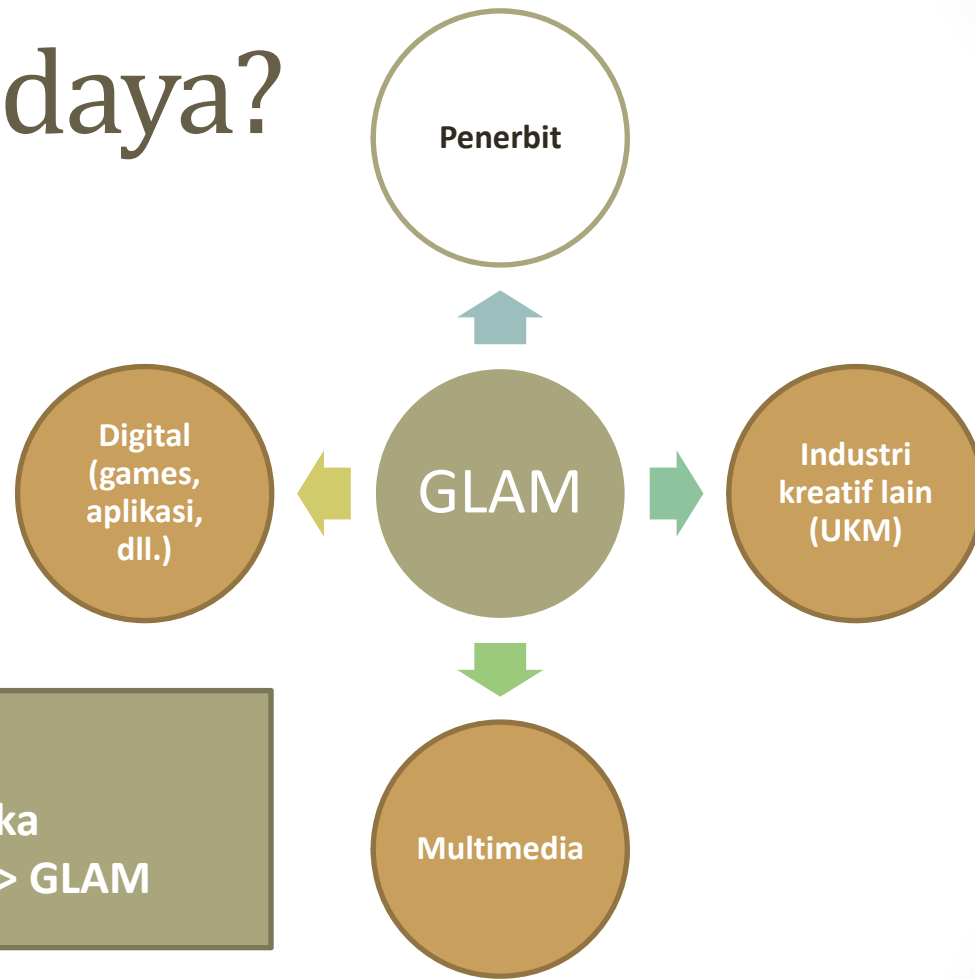 daya?
Penerbit
Digital
(games,
aplikasi,
dll.)
GLAM
Industri
kreatif lain
(UKM)
ka
> GLAM
Multimedia